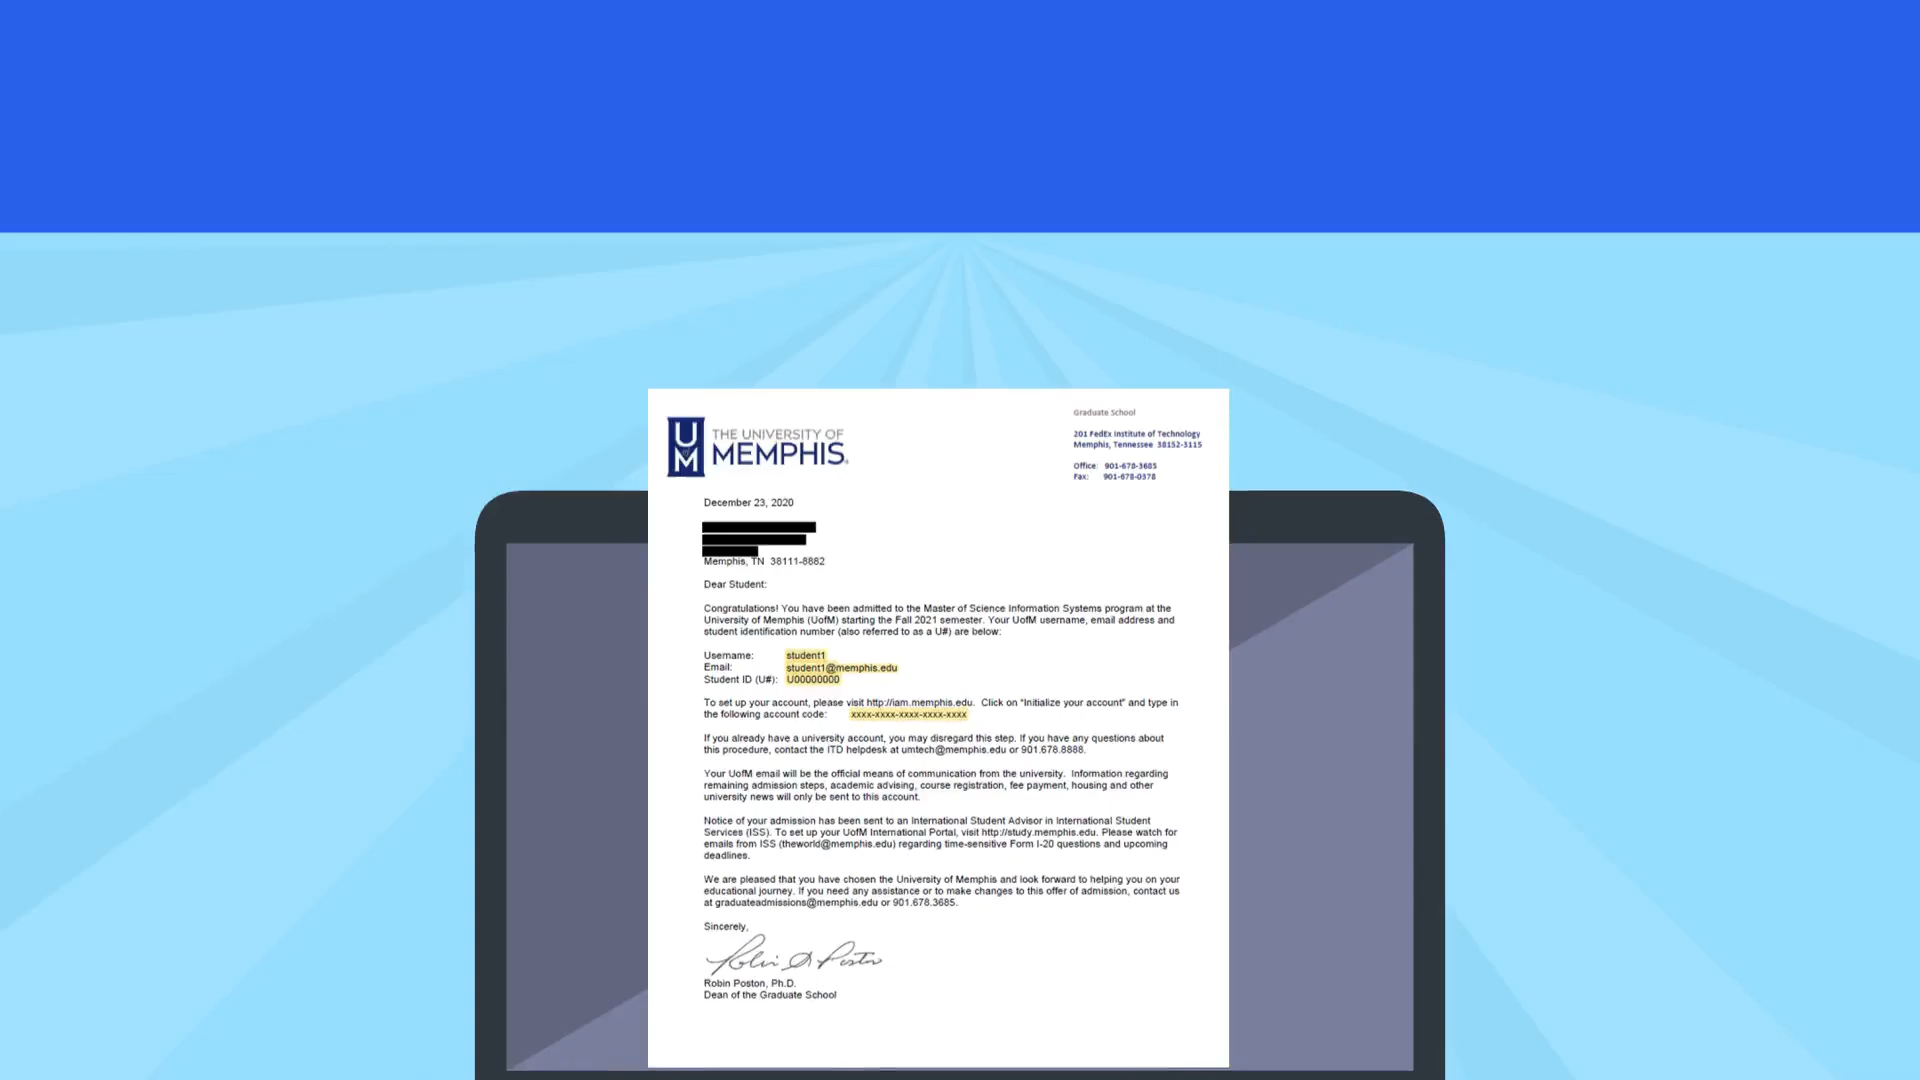 UM
THE UNIVERSITY OF
MEMPHIS®
Graduate School
201 FedEx Institute of Technology
Memphis, Tennessee 38152-3115
Office: 901-678-3685
Fax: 901-678-0378
December 23, 2020
Memphis, TN 38111-8882
Dear Student:
Congratulations! You have been admitted to the Master of Science Information Systems program at the
University of Memphis (UofM) starting the Fall 2021 semester. Your UofM username, email address and
student identification number (also referred to as a U#) are below:
Username: student1
Email: student1@memphis.edu
Student ID (U#): U00000000
To set up your account, please visit http://iam.memphis.edu. Click on "Initialize your account" and type in
the following account code: xxxx-xxxx-xxxx-xxxx-xxxx
If you already have a university account, you may disregard this step. If you have any questions about
this procedure, contact the ITD helpdesk at umtech@memphis.edu or 901.678.8888.
Your UofM email will be the official means of communication from the university. Information regarding
remaining admission steps, academic advising, course registration, fee payment, housing and other
university news will only be sent to this account.
Notice of your admission has been sent to an International Student Advisor in International Student
Services (ISS). To set up your UofM International Portal, visit http://study.memphis.edu. Please watch for
emails from ISS (theworld@memphis.edu) regarding time-sensitive Form I-20 questions and upcoming
deadlines.
We are pleased that you have chosen the University of Memphis and look forward to helping you on your
educational journey. If you need any assistance or to make changes to this offer of admission, contact us
at graduateadmissions@memphis.edu or 901.678.3685.
Sincerely,
Robin D Poston
Robin Poston, Ph.D.
Dean of the Graduate School